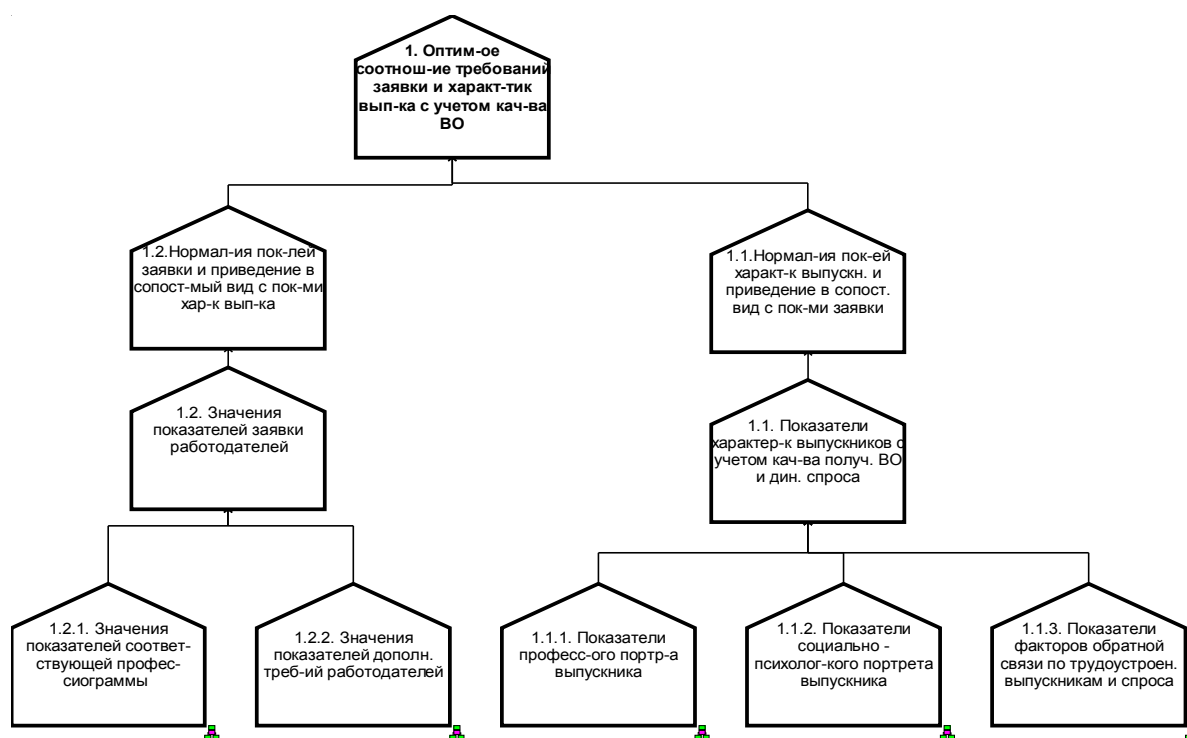 1. Оптим-ое
соотнош-ие требований
заявки и характ-тик
вып-ка с учетом кач-ва
ВО
1.2.Нормал-ия пок-лей
заявки и приведение в
сопост-мый вид с пок-ми
хар-к вып-ка
1.1.Нормал-ия пок-ей
характ-к выпускн. и
приведение в сопост.
вид с пок-ми заявки
1.2. Значения
показателей заявки
работодателей
1.1. Показатели
характер-к выпускников с
учетом кач-ва получ. ВО
и дин. спроса
1.2.1. Значения
показателей соответ-
ствующей профес-
сиограммы
1.2.2. Значения
показателей дополн.
треб-ий работодателей
1.1.1. Показатели
професс-ого портр-а
выпускника
1.1.2. Показатели
социально -
психолог-кого портрета
выпускника
1.1.3. Показатели
факторов обратной
связи по трудоустроен.
выпускникам и спроса